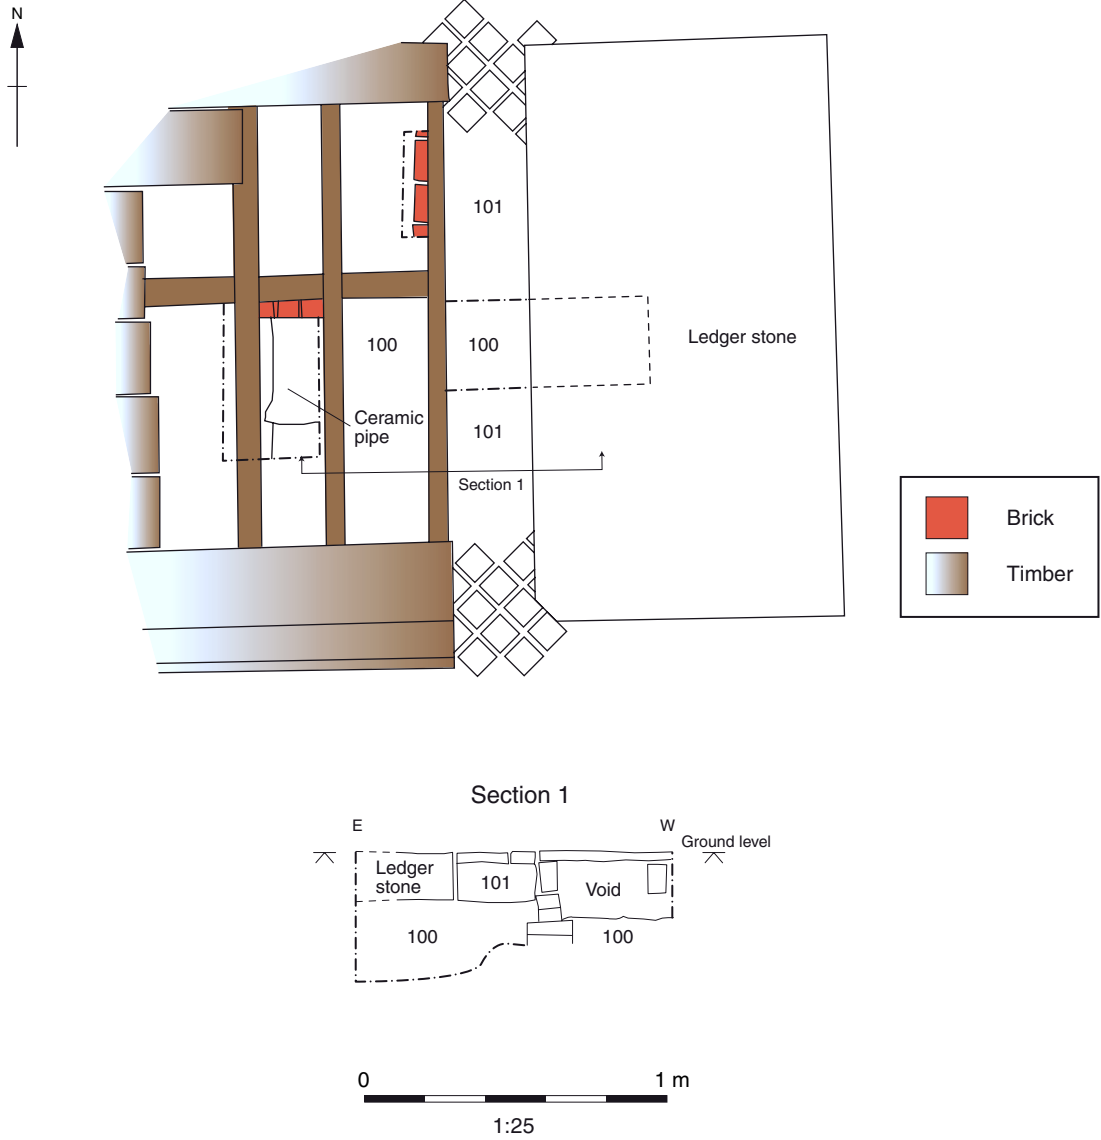 N
101
100
100
Ledger stone
Ceramic
pipe
101
Section 1
Brick
Timber
Section 1
E
W
Ground level
Ledger
stone
101
Void
100
100
0
1 m
1:25